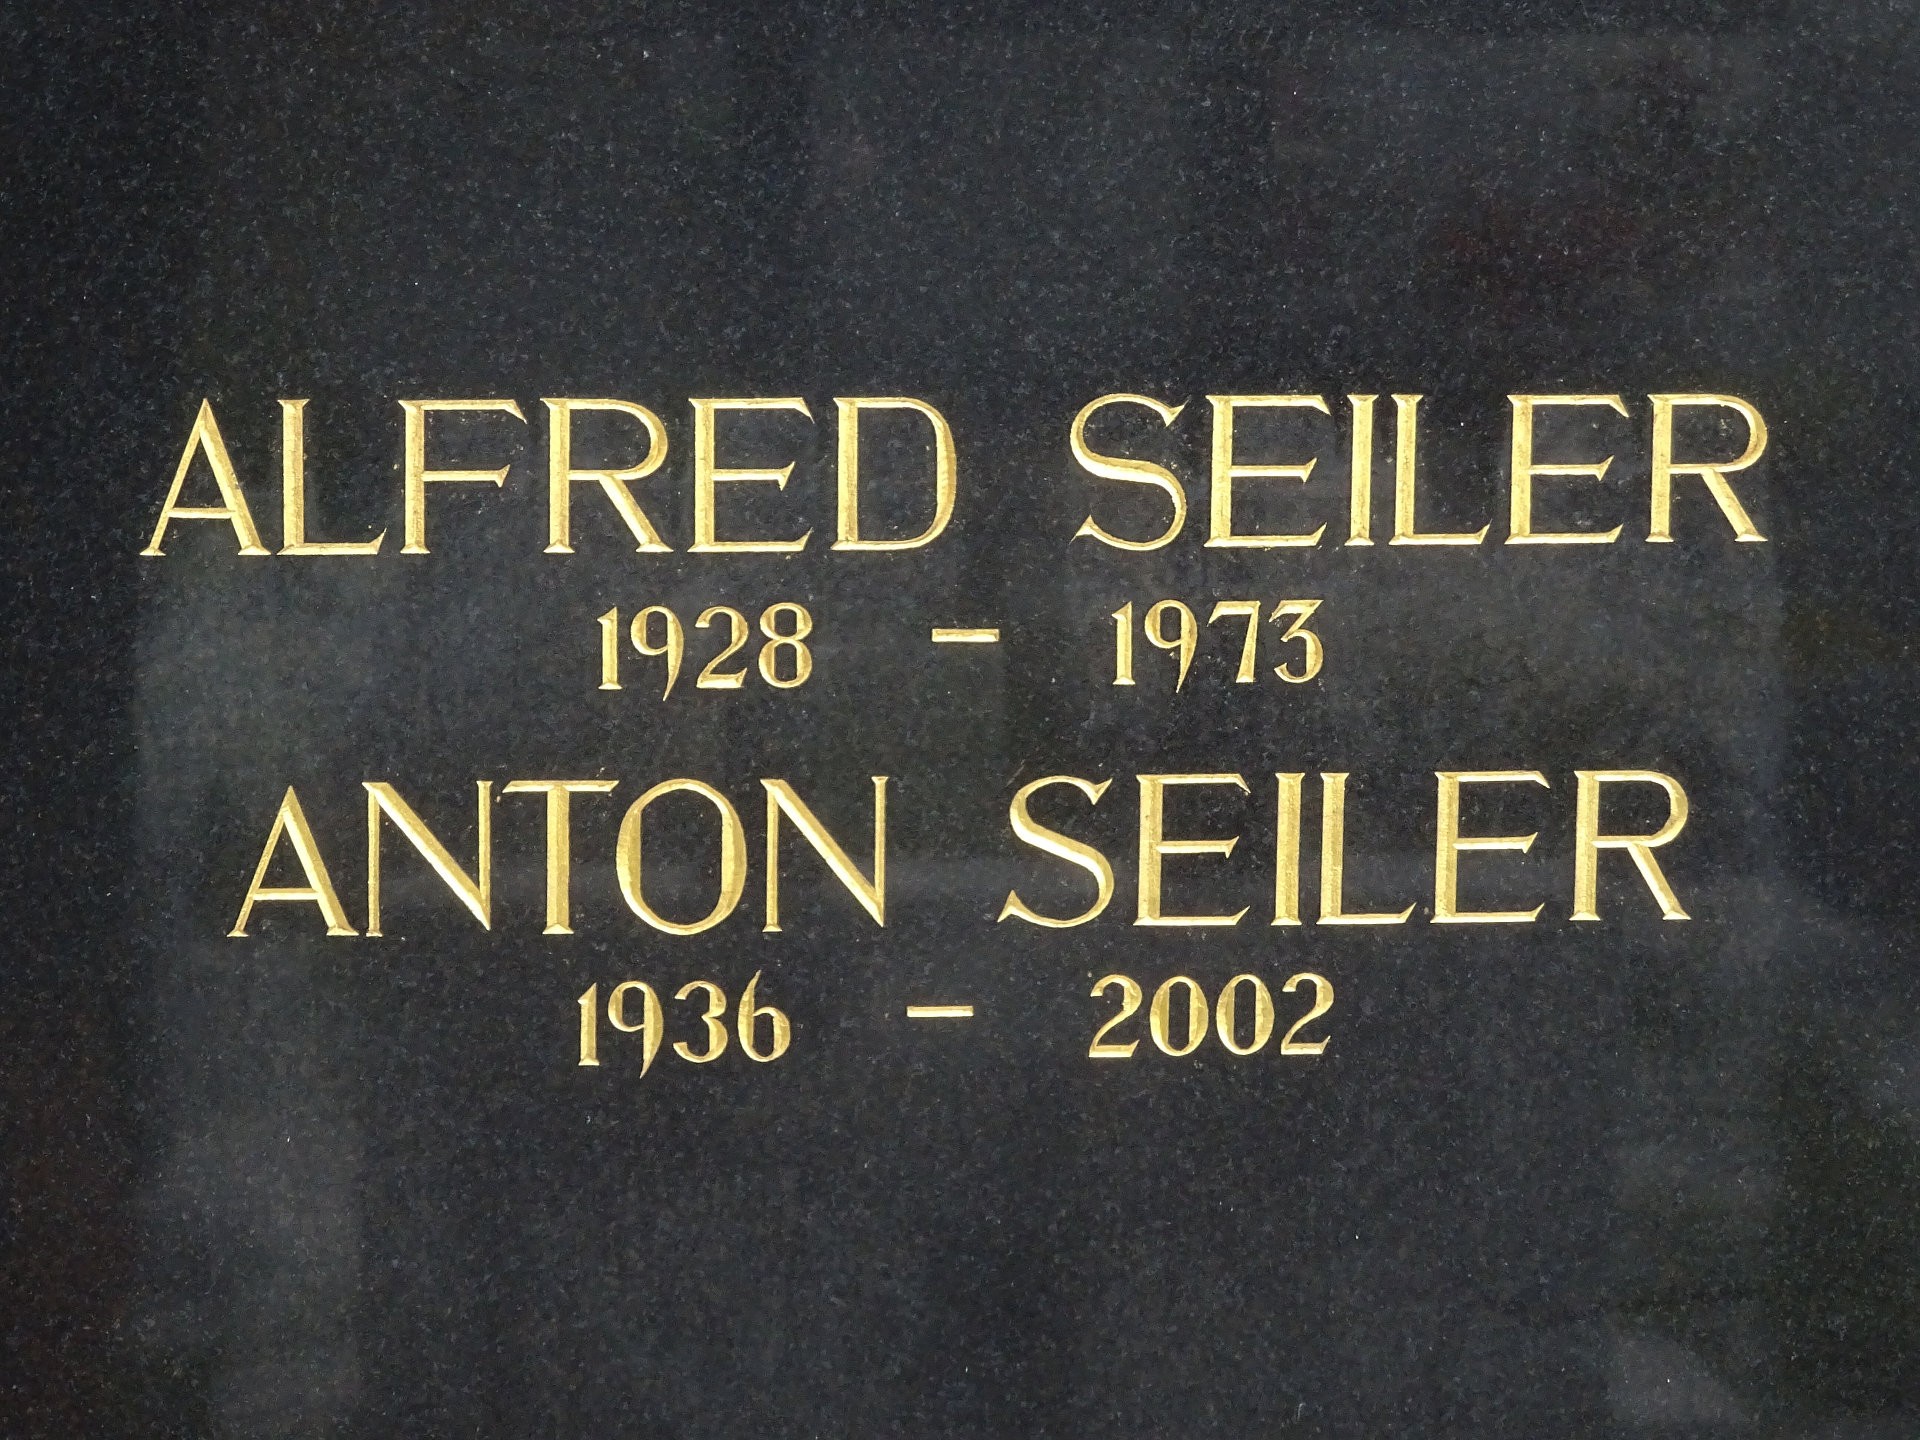 ALFRED SEILER
1928 – 1973
ANTON SEILER
1936 – 2002